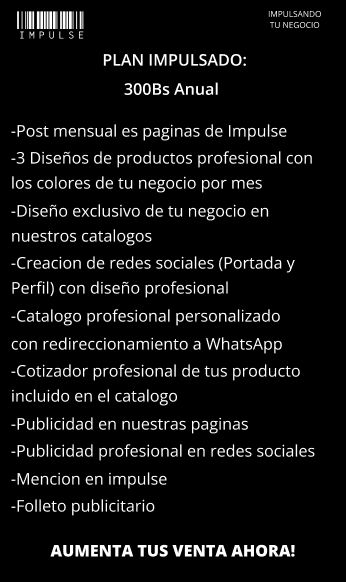 IMPULSE
IMPULSANDO
TU NEGOCIO
PLAN IMPULSADO:
300Bs Anual
-Post mensual es paginas de Impulse
-3 Diseños de productos profesional con
los colores de tu negocio por mes
-Diseño exclusivo de tu negocio en
nuestros catalogos
-Creacion de redes sociales (Portada y
Perfil) con diseño profesional
-Catalogo profesional personalizado
con redireccionamiento a WhatsApp
-Cotizador profesional de tus producto
incluido en el catalogo
-Publicidad en nuestras paginas
-Publicidad profesional en redes sociales
-Mencion en impulse
-Folleto publicitario
AUMENTA TUS VENTA AHORA!